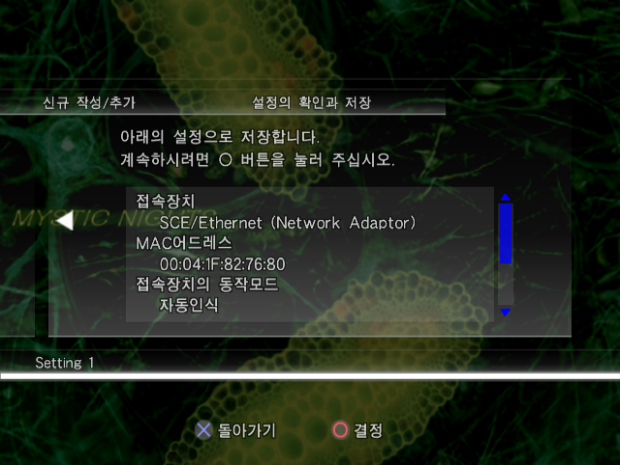 신규 작성/추가
설정의 확인과 저장
아래의 설정으로 저장합니다.
계속하시려면 O 버튼을 눌러 주십시오.
MYSTIC NIGHTS
접속장치
SCE/Ethernet (Network Adaptor)
MAC어드레스
00:04:1F:82:76:80
접속장치의 동작모드
자동인식
Setting 1
돌아가기
결정